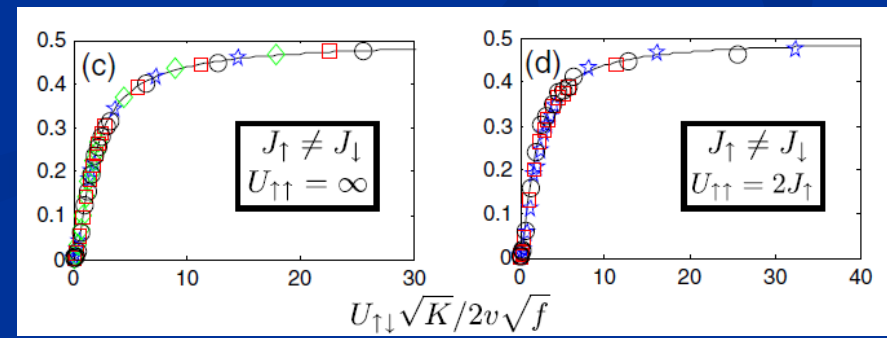 0.5
0.4
0.3
0.2
0.1
0
(c)
J↑ ≠ J↓
U↑↑ = ∞
0 10 20 30
0.5
0.4
0.3
0.2
0.1
0
(d)
J↑ ≠ J↓
U↑↑ = 2J↑
0 10 20 30 40
U↑↓√K/2v√f